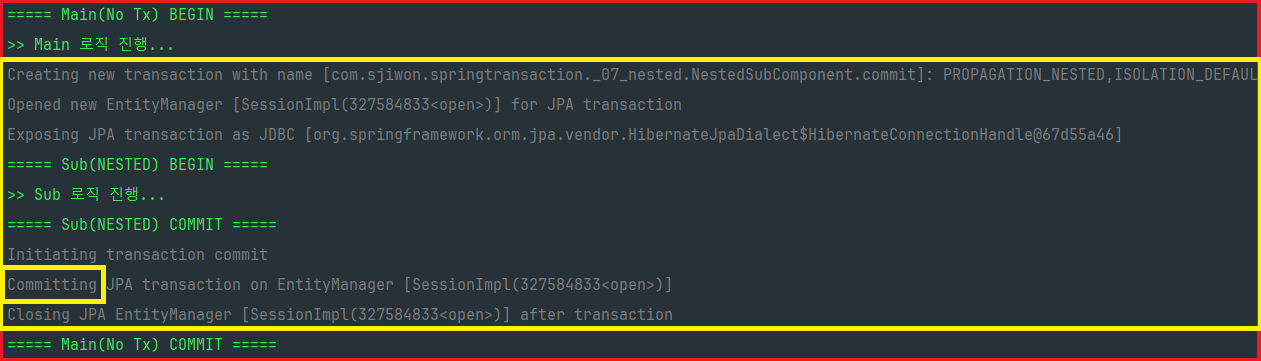 ===== Main(No Tx) BEGIN =====
>> Main 로직 진행...
Creating new transaction with name [com.sjiwon.springtransaction._07_nested.NestedSubComponent.commit]: PROPAGATION_NESTED,ISOLATION_DEFAUL
Opened new EntityManager [SessionImpl(327584833<open>)] for JPA transaction
Exposing JPA transaction as JDBC [org.springframework.orm.jpa.vendor.HibernateJpaDialect$HibernateConnectionHandle@67d55a46]
===== Sub(NESTED) BEGIN =====
>> Sub 로직 진행...
===== Sub(NESTED) COMMIT =====
Initiating transaction commit
Committing JPA transaction on EntityManager [SessionImpl(327584833<open>)]
Closing JPA EntityManager [SessionImpl(327584833<open>)] after transaction
===== Main(No Tx) COMMIT =====